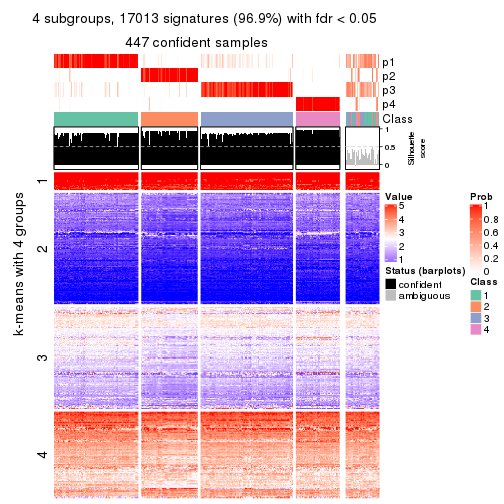 4 subgroups, 17013 signatures (96.9%) with fdr < 0.05
447 confident samples
p1
p2
p3
p4
Class
1
0.5
0
Silhouette
score
k-means with 4 groups
1
2
3
4
Value
5
4
3
2
1
Status (barplots)
confident
ambiguous
Prob
1
0.8
0.6
0.4
0.2
0
Class
1
2
3
4